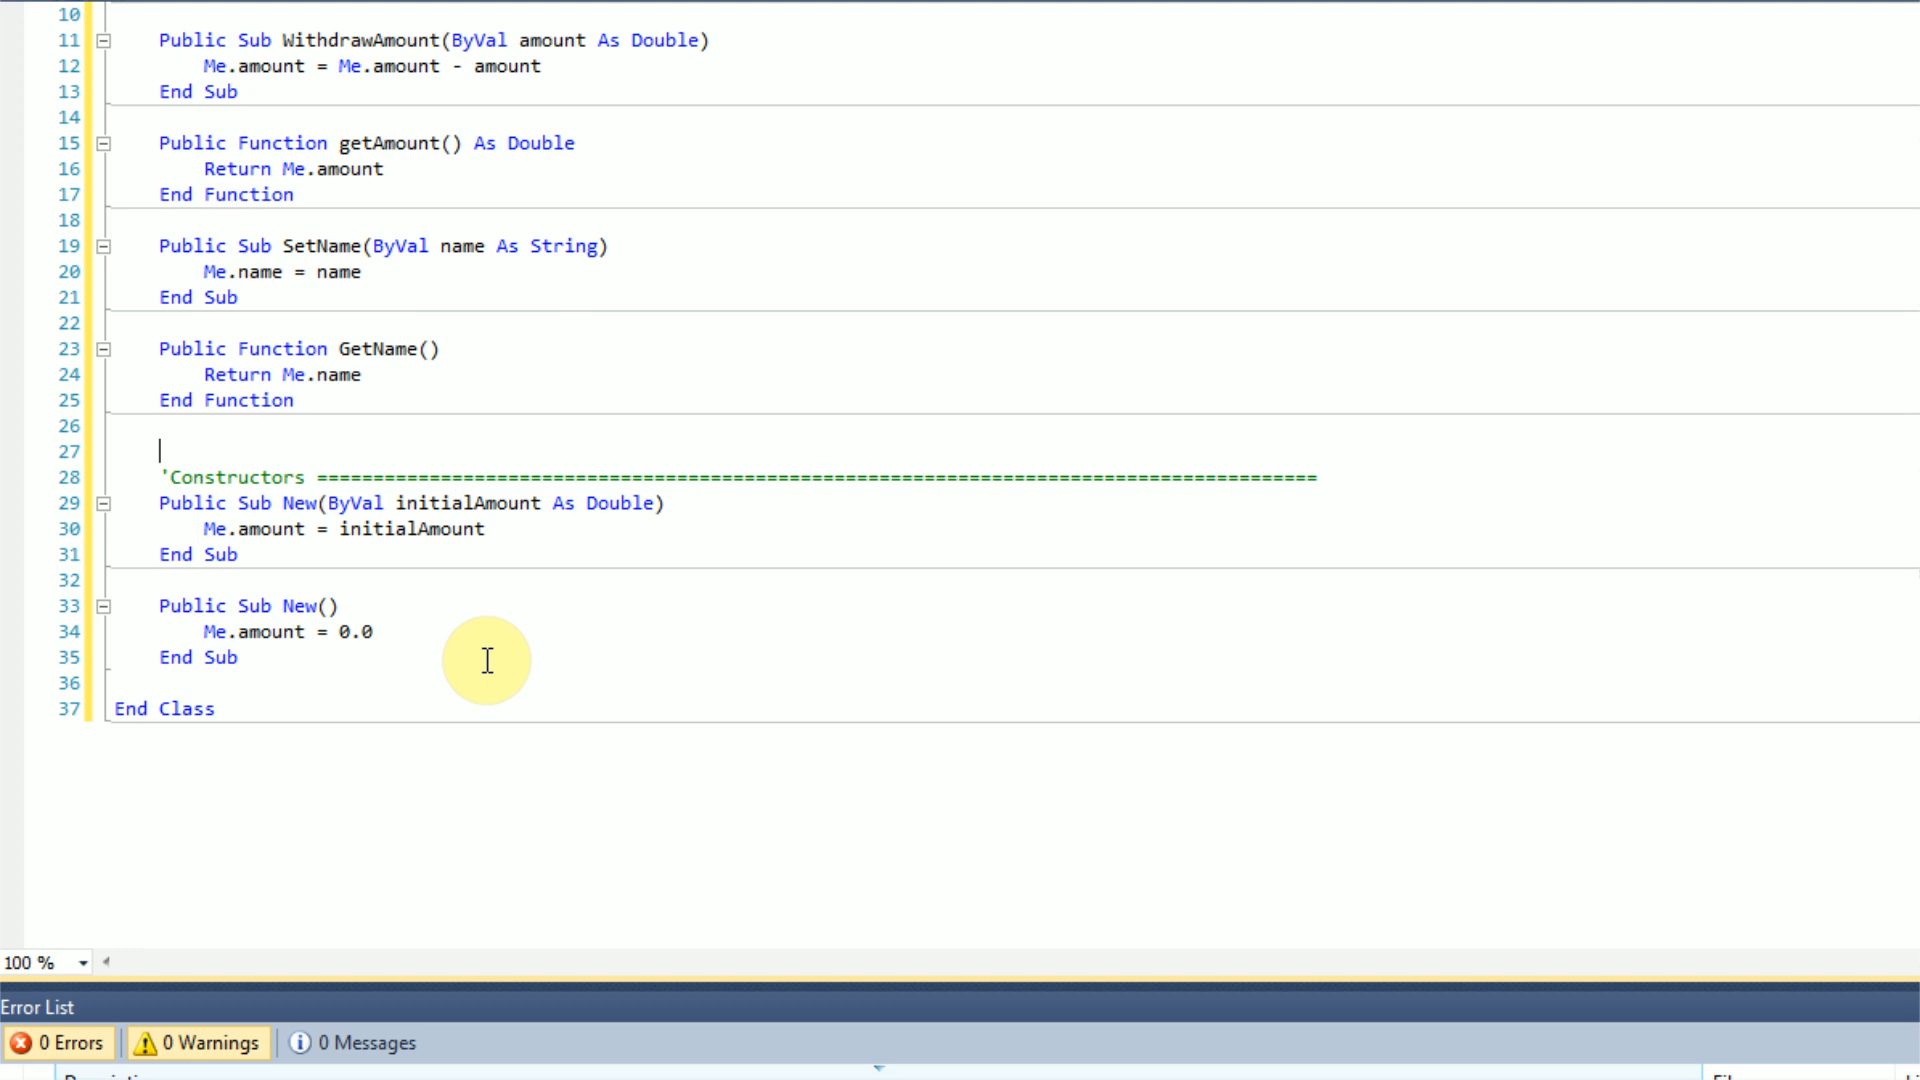 10
11 Public Sub WithdrawAmount(ByVal amount As Double)
12 Me.amount = Me.amount - amount
13 End Sub
14
15 Public Function getAmount() As Double
16 Return Me.amount
17 End Function
18
19 Public Sub SetName(ByVal name As String)
20 Me.name = name
21 End Sub
22
23 Public Function GetName()
24 Return Me.name
25 End Function
26
27
28 'Constructors =========================================================================================
29 Public Sub New(ByVal initialAmount As Double)
30 Me.amount = initialAmount
31 End Sub
32
33 Public Sub New()
34 Me.amount = 0.0
35 End Sub
36
37 End Class
100 %
Error List
0 Errors 0 Warnings 0 Messages